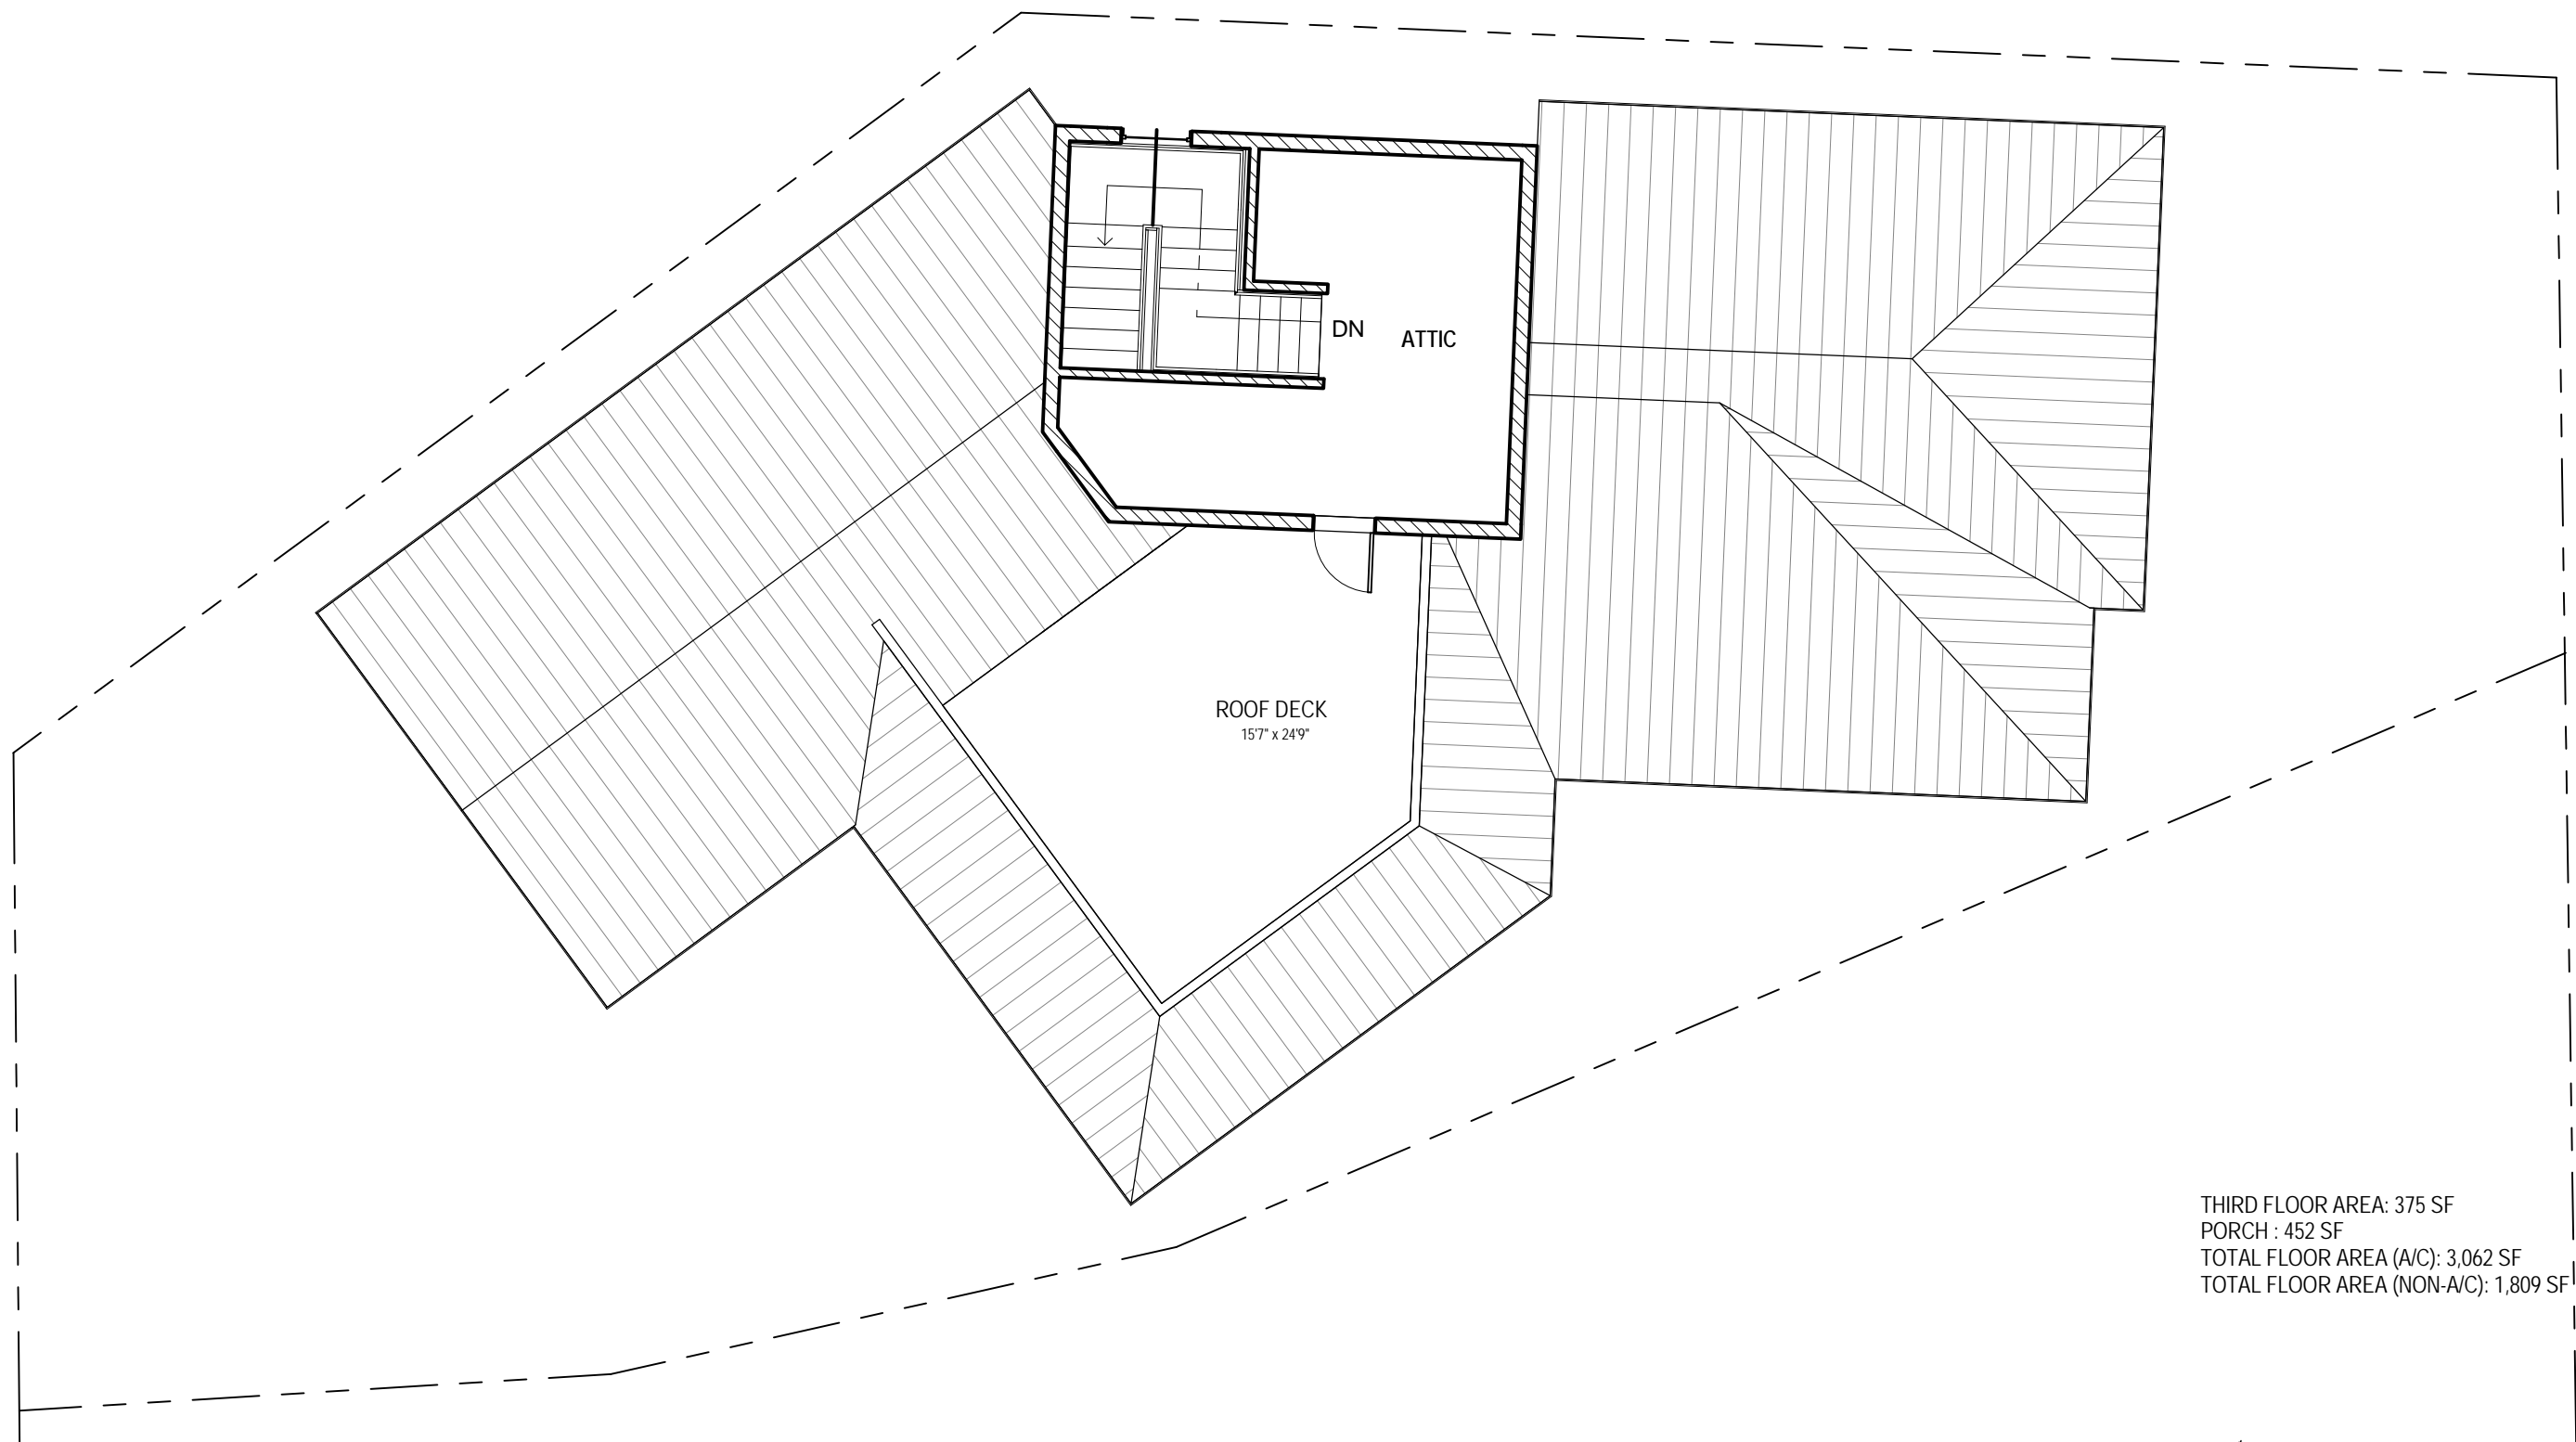 DN
ATTIC
ROOF DECK
15'7" x 24'9"
THIRD FLOOR AREA: 375 SF
PORCH : 452 SF
TOTAL FLOOR AREA (A/C): 3,062 SF
TOTAL FLOOR AREA (NON-A/C): 1,809 SF